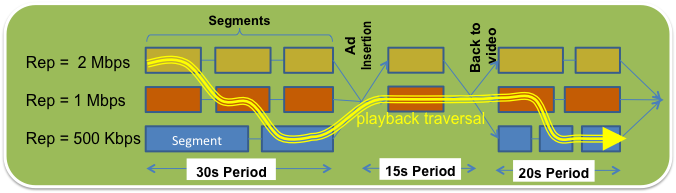 Segments
Ad
Insertion
Back to
video
Rep = 2 Mbps
Rep = 1 Mbps
playback traversal
Rep = 500 Kbps
Segment
30s Period
15s Period
20s Period